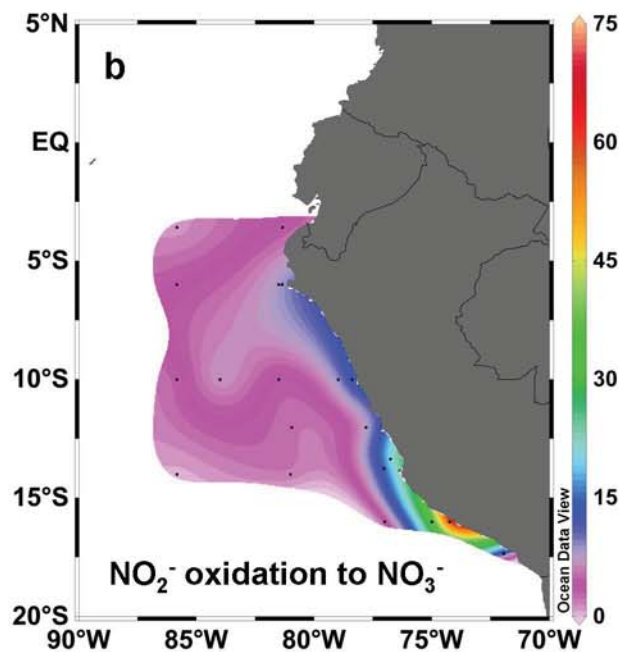 5°N
b
EQ
5°S
10°S
15°S
20°S
NO₂⁻ oxidation to NO₃⁻
90°W 85°W 80°W 75°W 70°W
75
60
45
30
15
0
Ocean Data View